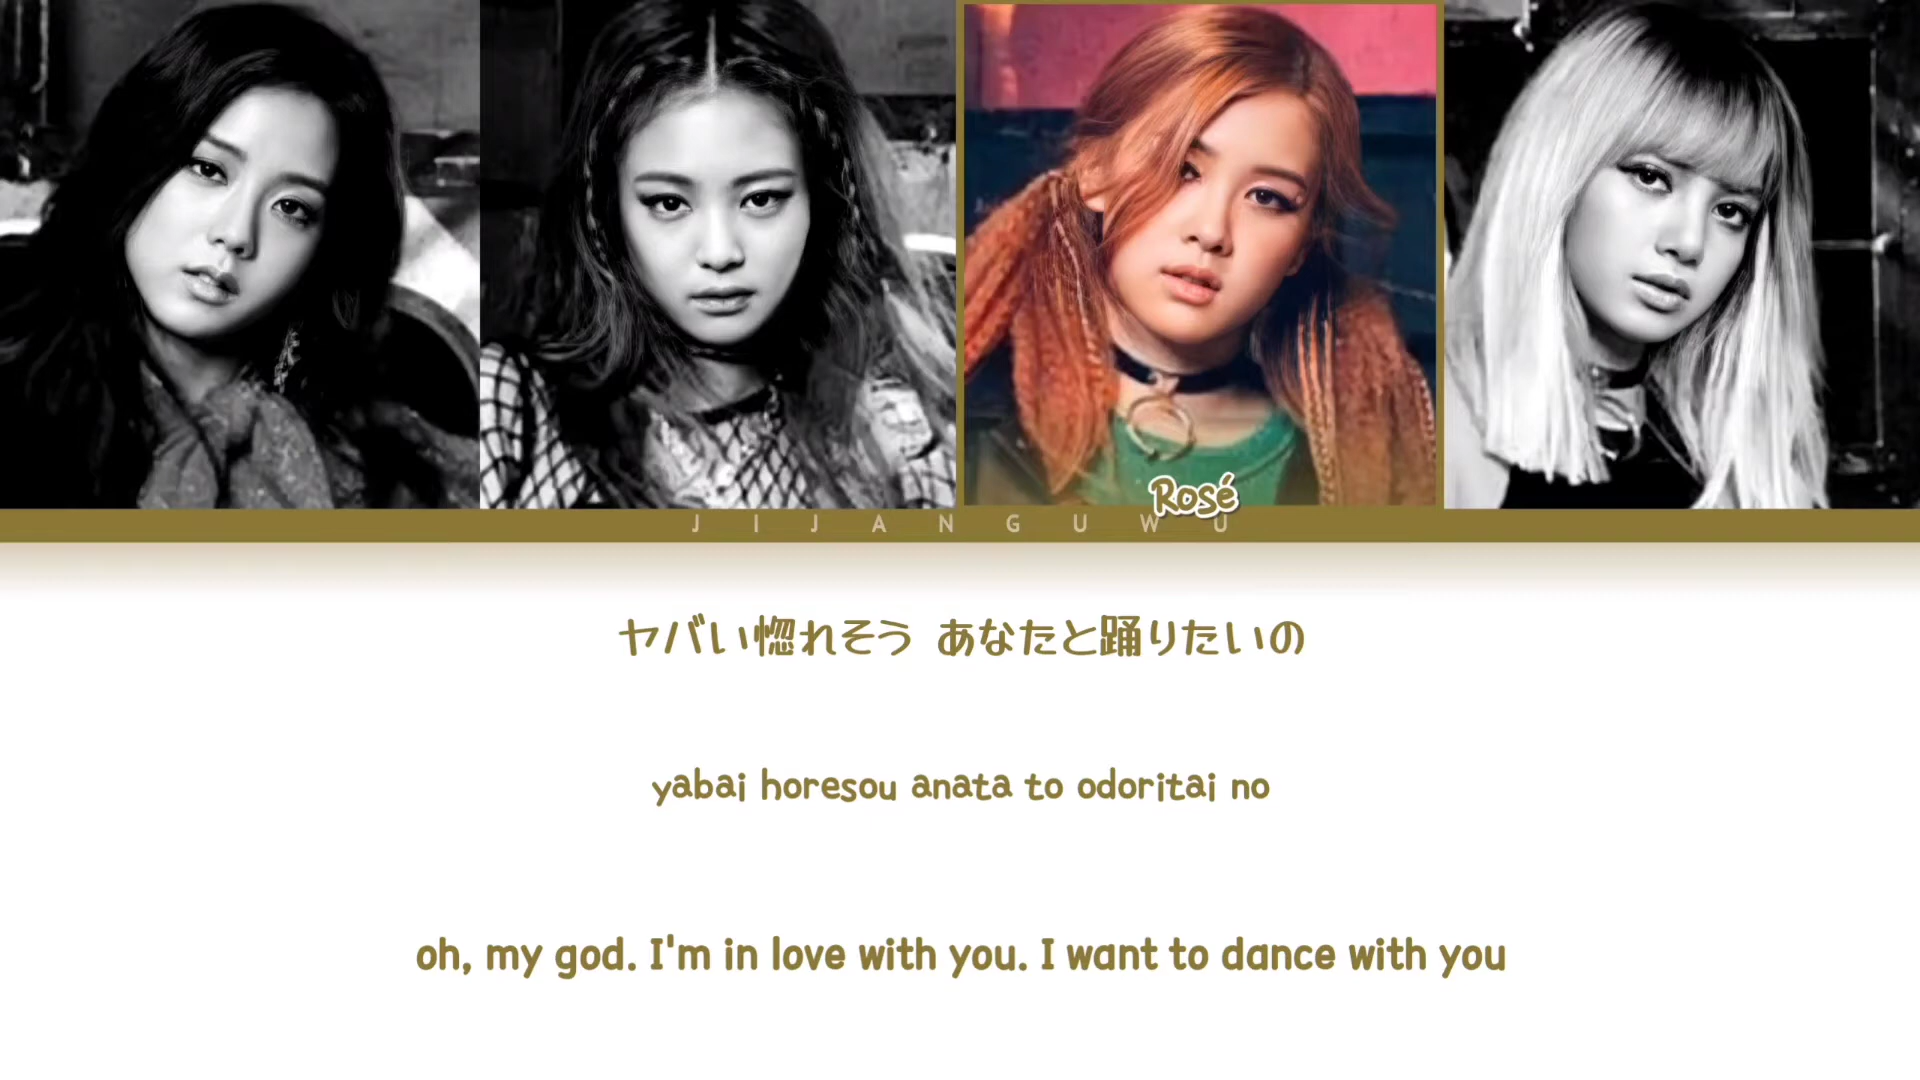 Rosé
JIJANGUWU
ヤバい惚れそう あなたと踊りたいの
yabai horesou anata to odoritai no
oh, my god. I'm in love with you. I want to dance with you